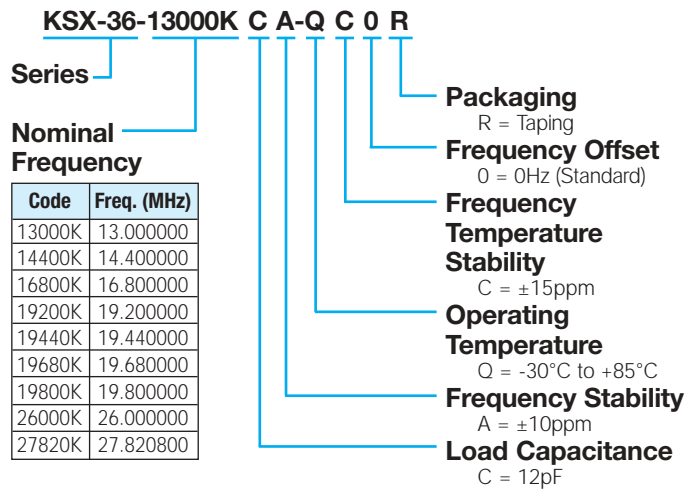 KSX-36-13000K C A-Q C 0 R
Series
Nominal
Frequency
Code Freq. (MHz)
13000K 13.000000
14400K 14.400000
16800K 16.800000
19200K 19.200000
19440K 19.440000
19680K 19.680000
19800K 19.800000
26000K 26.000000
27820K 27.820800
Packaging
R = Taping
Frequency Offset
0 = 0Hz (Standard)
Frequency
Temperature
Stability
C = ±15ppm
Operating
Temperature
Q = -30°C to +85°C
Frequency Stability
A = ±10ppm
Load Capacitance
C = 12pF